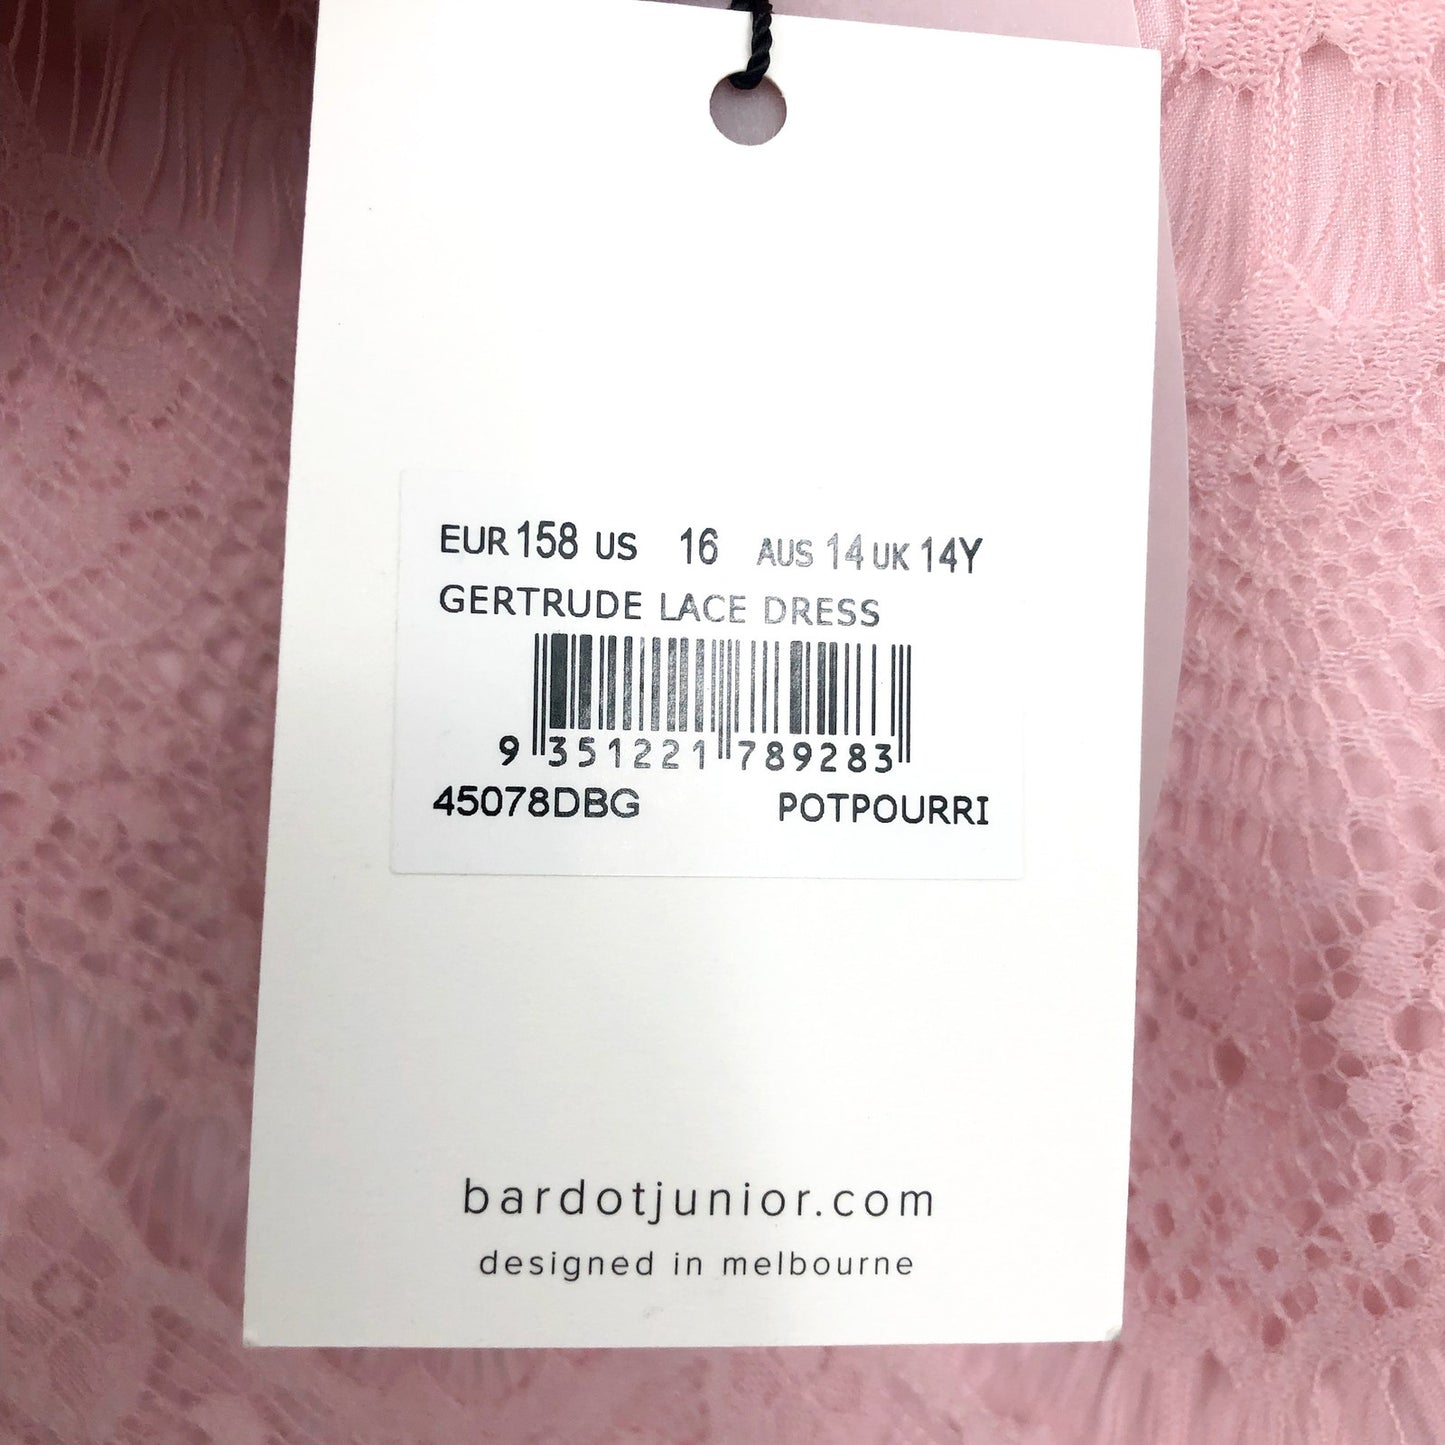 EUR 158 US 16 AUS 14 UK 14Y
GERTRUDE LACE DRESS
9 351221 789283
45078DBG POTPOURRI
bardotjunior.com
designed in melbourne